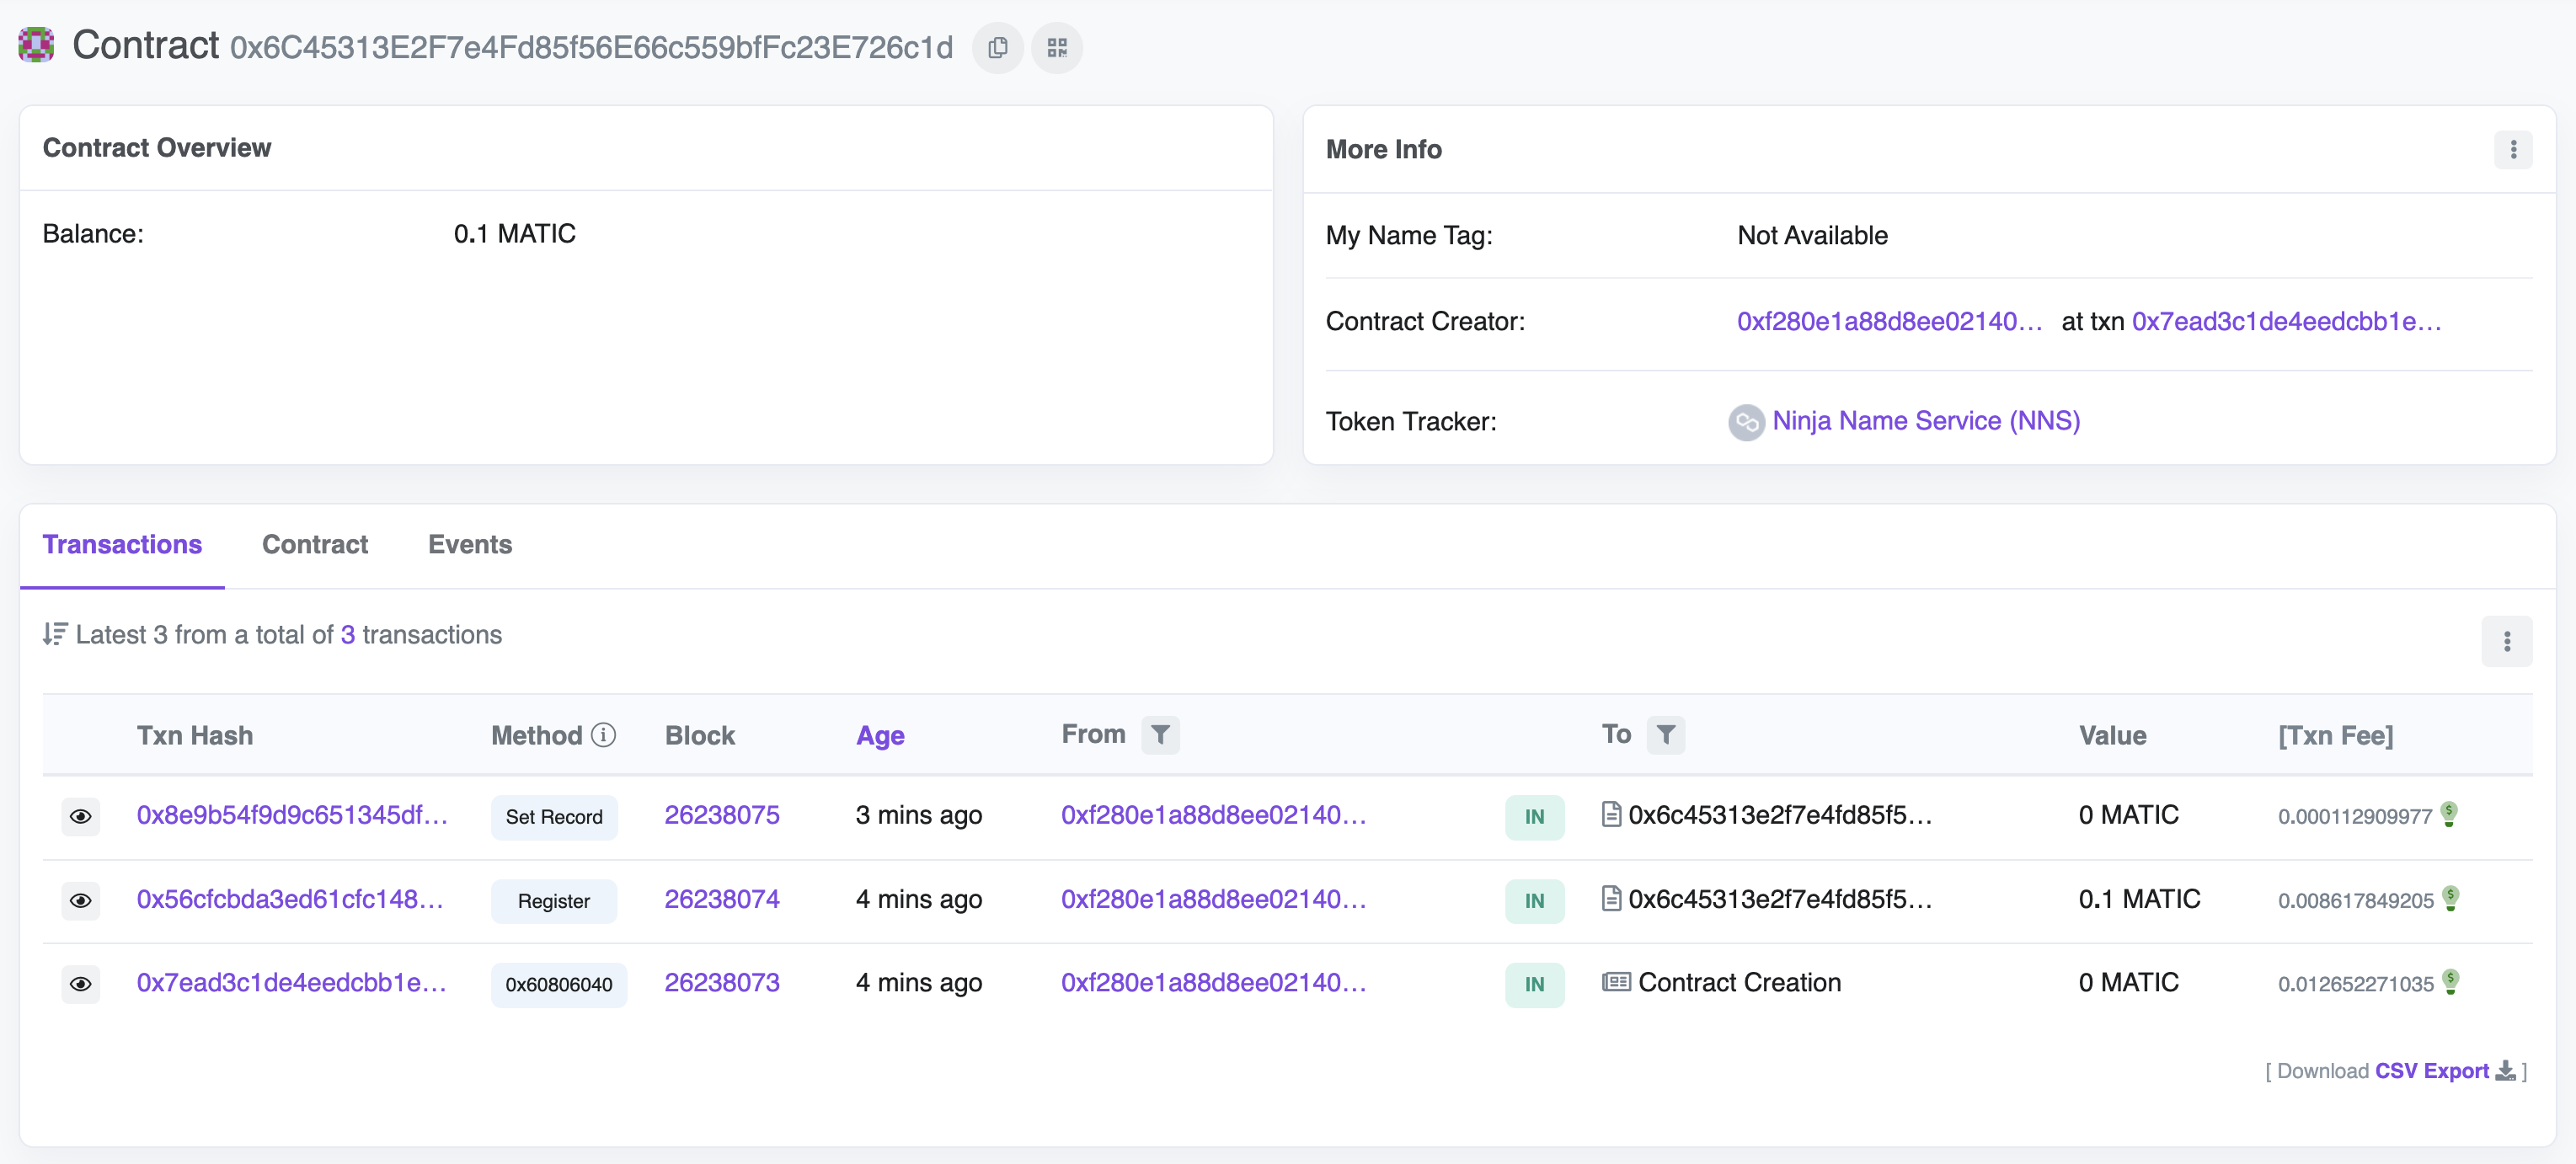 Contract 0x6C45313E2F7e4Fd85f56E66c559bfFc23E726c1d
Contract Overview
Balance: 0.1 MATIC
More Info
My Name Tag: Not Available
Contract Creator: 0xf280e1a88d8ee02140... at txn 0x7ead3c1de4eedcbb1e...
Token Tracker: Ninja Name Service (NNS)
Transactions Contract Events
Latest 3 from a total of 3 transactions
Txn Hash Method Block Age From To Value [Txn Fee]
0x8e9b54f9d9c651345df... Set Record 26238075 3 mins ago 0xf280e1a88d8ee02140... IN 0x6c45313e2f7e4fd85f5... 0 MATIC 0.000112909977
0x56cfcbda3ed61cfc148... Register 26238074 4 mins ago 0xf280e1a88d8ee02140... IN 0x6c45313e2f7e4fd85f5... 0.1 MATIC 0.008617849205
0x7ead3c1de4eedcbb1e... 0x60806040 26238073 4 mins ago 0xf280e1a88d8ee02140... IN Contract Creation 0 MATIC 0.012652271035
[ Download CSV Export ]